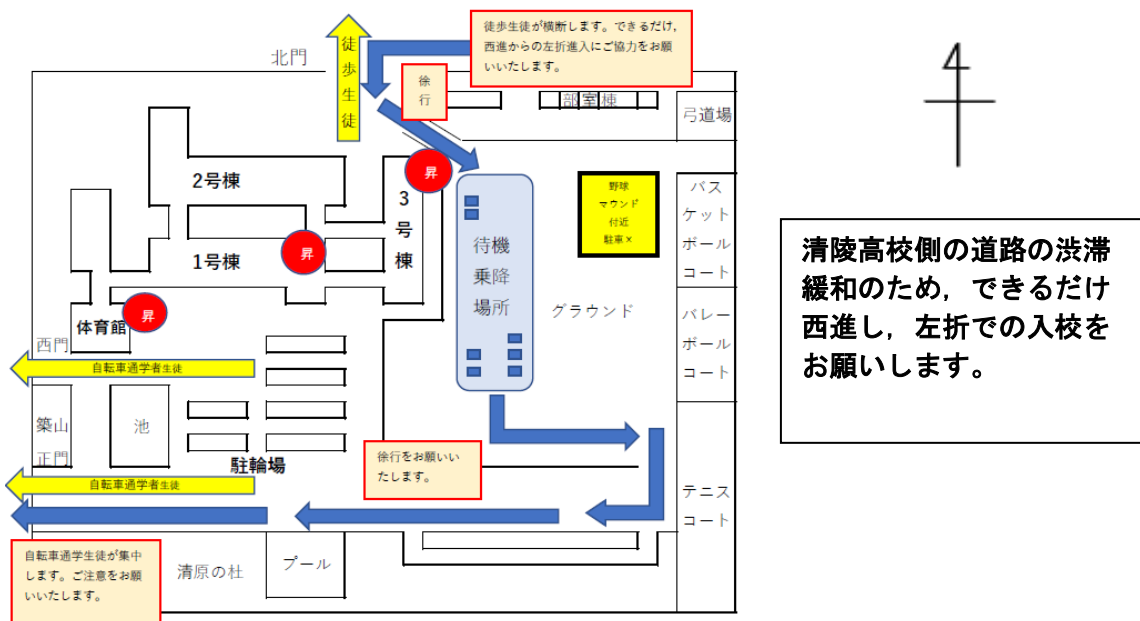 徒歩生徒が横断します。できるだけ,
西進からの左折進入にご協力をお願
いいたします。
北門
徒歩生徒
徐行
部室棟
弓道場
昇
2号棟
3号棟
野球
マウンド
付近
駐車×
バス
ケット
ボール
コート
待機
乗降
場所
昇
1号棟
グラウンド
清陵高校側の道路の渋滞
緩和のため，できるだけ
西進し，左折での入校を
お願いします。
昇
体育館
バレー
ボール
コート
西門
自転車通学者生徒
築山
池
正門
駐輪場
徐行をお願いい
たします。
自転車通学者生徒
テニス
コート
自転車通学生徒が集中
します。ご注意をお願
いいたします。
清原の杜
プール